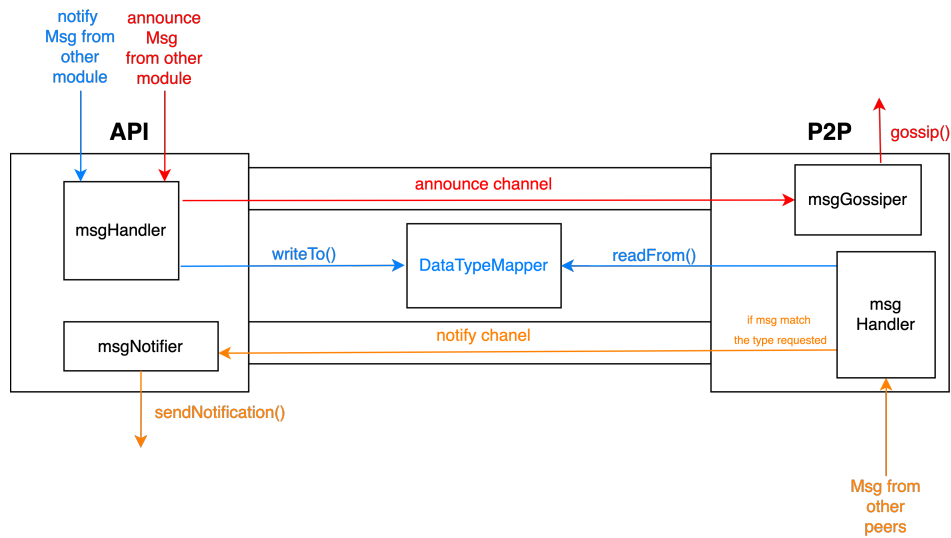 notify
Msg from
other
module
announce
Msg
from other
module
API
P2P
gossip()
msgHandler
announce channel
msgGossiper
writeTo()
DataTypeMapper
readFrom()
msg
Handler
msgNotifier
notify chanel
if msg match
the type requested
sendNotification()
Msg from
other
peers